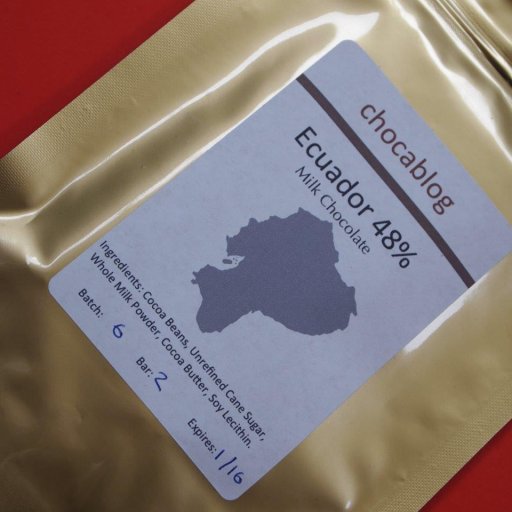 chocablog
Ecuador 48%
Milk Chocolate
Ingredients: Cocoa Beans, Unrefined Cane Sugar,
Whole Milk Powder, Cocoa Butter, Soy Lecithin.
Batch: 6 Bar: 2 Expires: 1/16